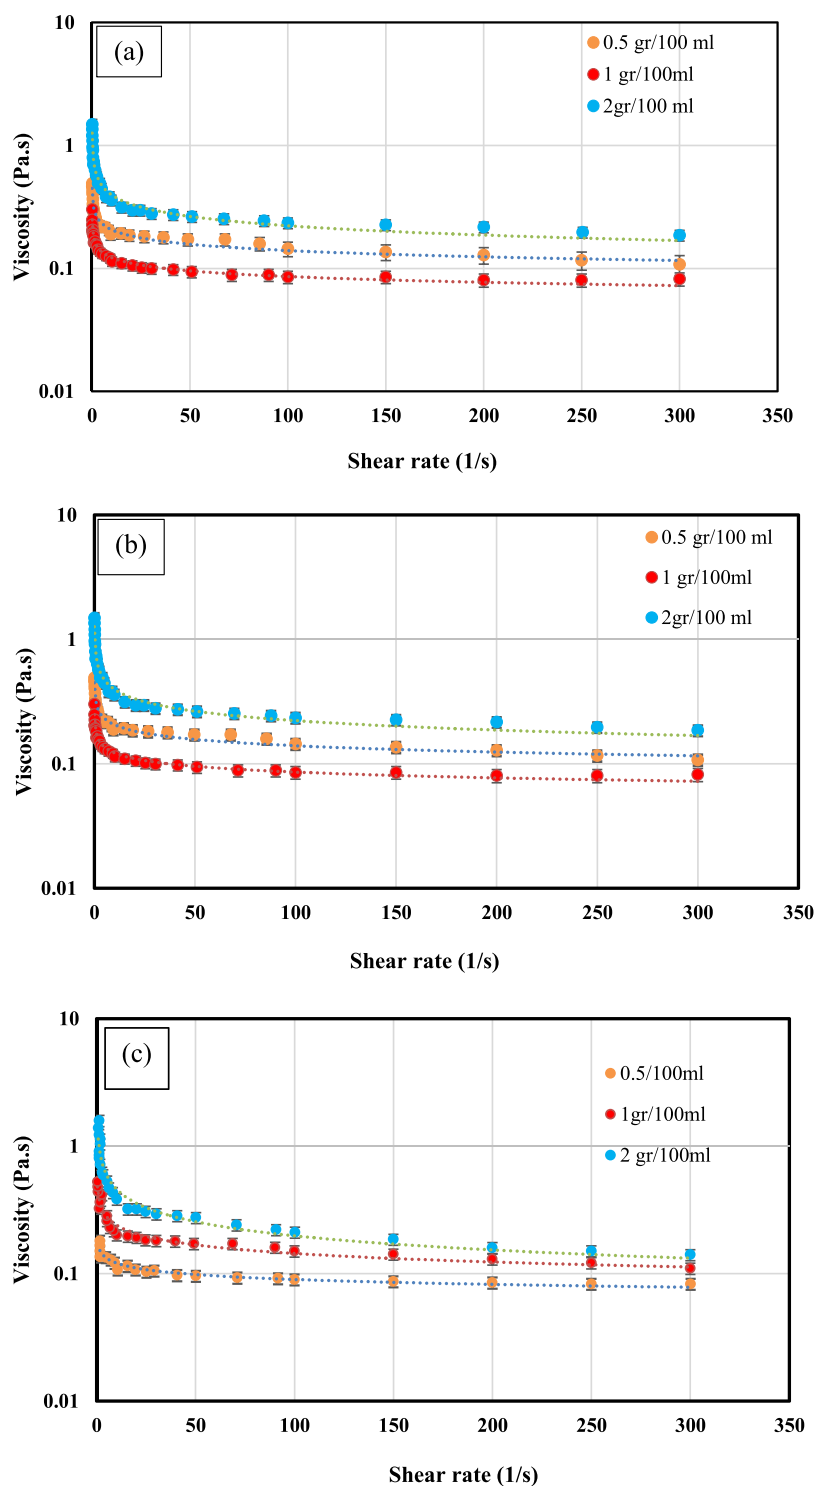 (a)
0.5 gr/100 ml
1 gr/100ml
2gr/100 ml
Viscosity (Pa.s)
10
1
0.1
0.01
0 50 100 150 200 250 300 350
Shear rate (1/s)
(b)
0.5 gr/100 ml
1 gr/100ml
2gr/100 ml
Viscosity (Pa.s)
10
1
0.1
0.01
0 50 100 150 200 250 300 350
Shear rate (1/s)
(c)
0.5/100ml
1gr/100ml
2 gr/100ml
Viscosity (Pa.s)
10
1
0.1
0.01
0 50 100 150 200 250 300 350
Shear rate (1/s)